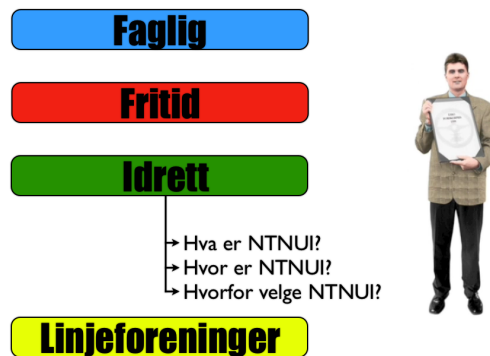 Faglig
Fritid
Idrett
Hva er NTNUI?
Hvor er NTNUI?
Hvorfor velge NTNUI?
Linjeforeninger